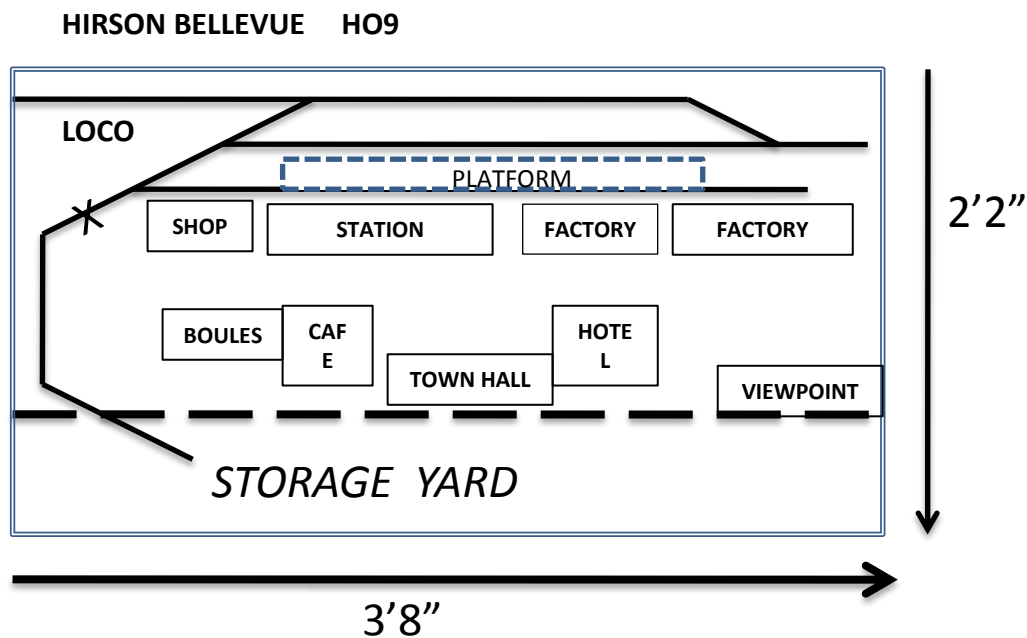 HIRSON BELLEVUE HO9
LOCO
PLATFORM
2’2”
SHOP
STATION
FACTORY
FACTORY
BOULES
CAF
E
HOTE
L
TOWN HALL
VIEWPOINT
STORAGE YARD
3’8”